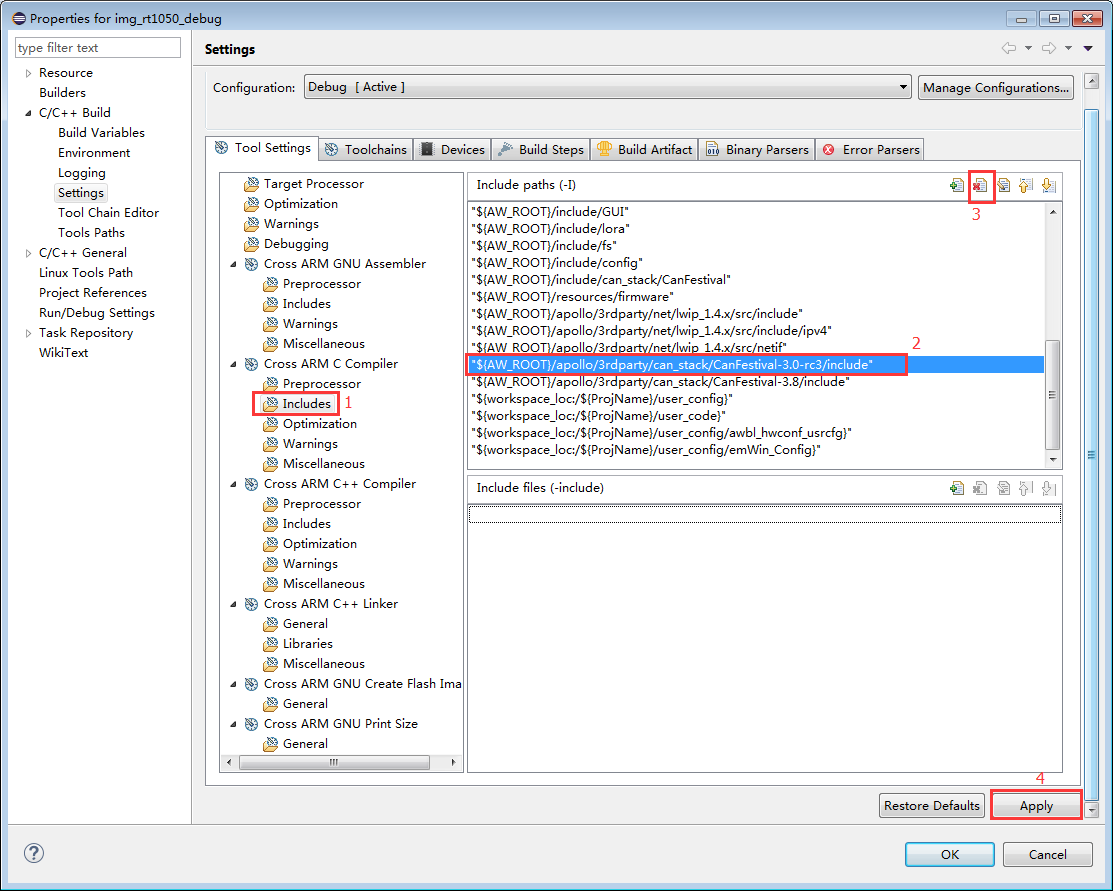 Properties for img_rt1050_debug
type filter text
Resource
Builders
C/C++ Build
Build Variables
Environment
Logging
Settings
Tool Chain Editor
Tools Paths
C/C++ General
Linux Tools Path
Project References
Run/Debug Settings
Task Repository
WikiText
Settings
Configuration:
Debug [ Active ]
Manage Configurations...
Tool Settings
Toolchains
Devices
Build Steps
Build Artifact
Binary Parsers
Error Parsers
Target Processor
Optimization
Warnings
Debugging
Cross ARM GNU Assembler
Preprocessor
Includes
Warnings
Miscellaneous
Cross ARM C Compiler
Preprocessor
Includes
1
Optimization
Warnings
Miscellaneous
Cross ARM C++ Compiler
Preprocessor
Includes
Optimization
Warnings
Miscellaneous
Cross ARM C++ Linker
General
Libraries
Miscellaneous
Cross ARM GNU Create Flash Ima
General
Cross ARM GNU Print Size
General
Include paths (-I)
3
"${AW_ROOT}/include/GUI"
"${AW_ROOT}/include/lora"
"${AW_ROOT}/include/fs"
"${AW_ROOT}/include/config"
"${AW_ROOT}/include/can_stack/CanFestival"
"${AW_ROOT}/resources/firmware"
"${AW_ROOT}/apollo/3rdparty/net/lwip_1.4.x/src/include"
"${AW_ROOT}/apollo/3rdparty/net/lwip_1.4.x/src/include/ipv4"
"${AW_ROOT}/apollo/3rdparty/net/lwip_1.4.x/src/netif"
2
"${AW_ROOT}/apollo/3rdparty/can_stack/CanFestival-3.0-rc3/include"
"${AW_ROOT}/apollo/3rdparty/can_stack/CanFestival-3.8/include"
"${workspace_loc:/${ProjName}/user_config}"
"${workspace_loc:/${ProjName}/user_code}"
"${workspace_loc:/${ProjName}/user_config/awbl_hwconf_usrcfg}"
"${workspace_loc:/${ProjName}/user_config/emWin_Config}"
Include files (-include)
4
Restore Defaults
Apply
OK
Cancel